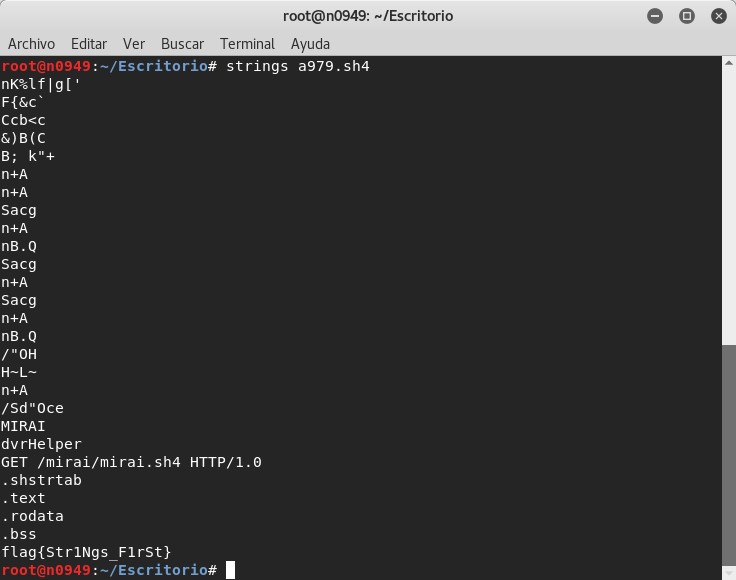 root@n0949: ~/Escritorio
Archivo Editar Ver Buscar Terminal Ayuda
root@n0949:~/Escritorio# strings a979.sh4
nK%lf|g['
F{&c`
Ccb<c
&)B(C
B; k"+
n+A
n+A
Sacg
n+A
nB.Q
Sacg
n+A
Sacg
n+A
nB.Q
/"OH
H~L~
n+A
/Sd"Oce
MIRAI
dvrHelper
GET /mirai/mirai.sh4 HTTP/1.0
.shstrtab
.text
.rodata
.bss
flag{Str1Ngs_F1rSt}
root@n0949:~/Escritorio#